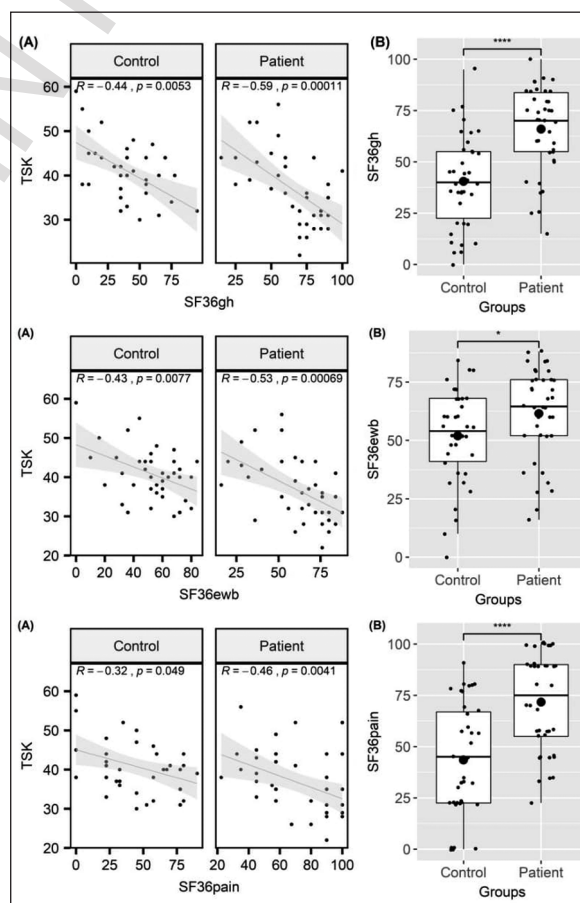 (A)
Control Patient
R = −0.44 , p = 0.0053 R = −0.59 , p = 0.00011
TSK
60
50
40
30
0 25 50 75 25 50 75 100
SF36gh
(B)
****
SF36gh
100
75
50
25
0
Control Patient
Groups
(A)
Control Patient
R = −0.43 , p = 0.0077 R = −0.53 , p = 0.00069
TSK
60
50
40
30
20
0 20 40 60 80 25 50 75
SF36ewb
(B)
*
SF36ewb
75
50
25
0
Control Patient
Groups
(A)
Control Patient
R = −0.32 , p = 0.049 R = −0.46 , p = 0.0041
TSK
60
50
40
30
20
0 25 50 75 40 60 80 100
SF36pain
(B)
****
SF36pain
100
75
50
25
0
Control Patient
Groups